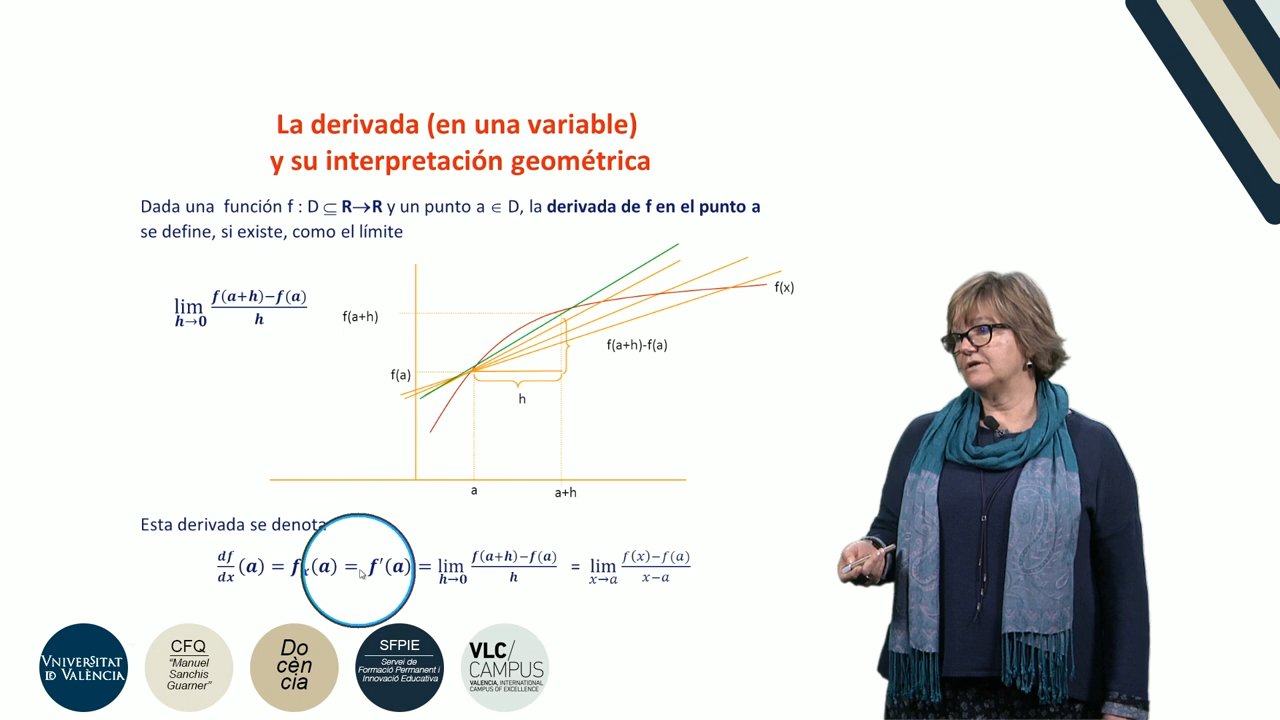 La derivada (en una variable)
y su interpretación geométrica
Dada una función f : D ⊆ R→R y un punto a ∈ D, la derivada de f en el punto a
se define, si existe, como el límite
lim h→0 f(a+h)−f(a) / h
f(x)
f(a+h)
f(a+h)-f(a)
f(a)
h
a
a+h
Esta derivada se denota
df/dx (a) = fx(a) = f'(a) = lim h→0 f(a+h)−f(a) / h = lim x→a f(x)−f(a) / x−a
VNIVERSITAT
ID VALÈNCIA
CFQ
"Manuel
Sanchis
Guarner"
Do
cèn
cia
SFPIE
Servei de
Formació Permanent i
Innovació Educativa
VLC/
CAMPUS
VALENCIA, INTERNATIONAL
CAMPUS OF EXCELLENCE